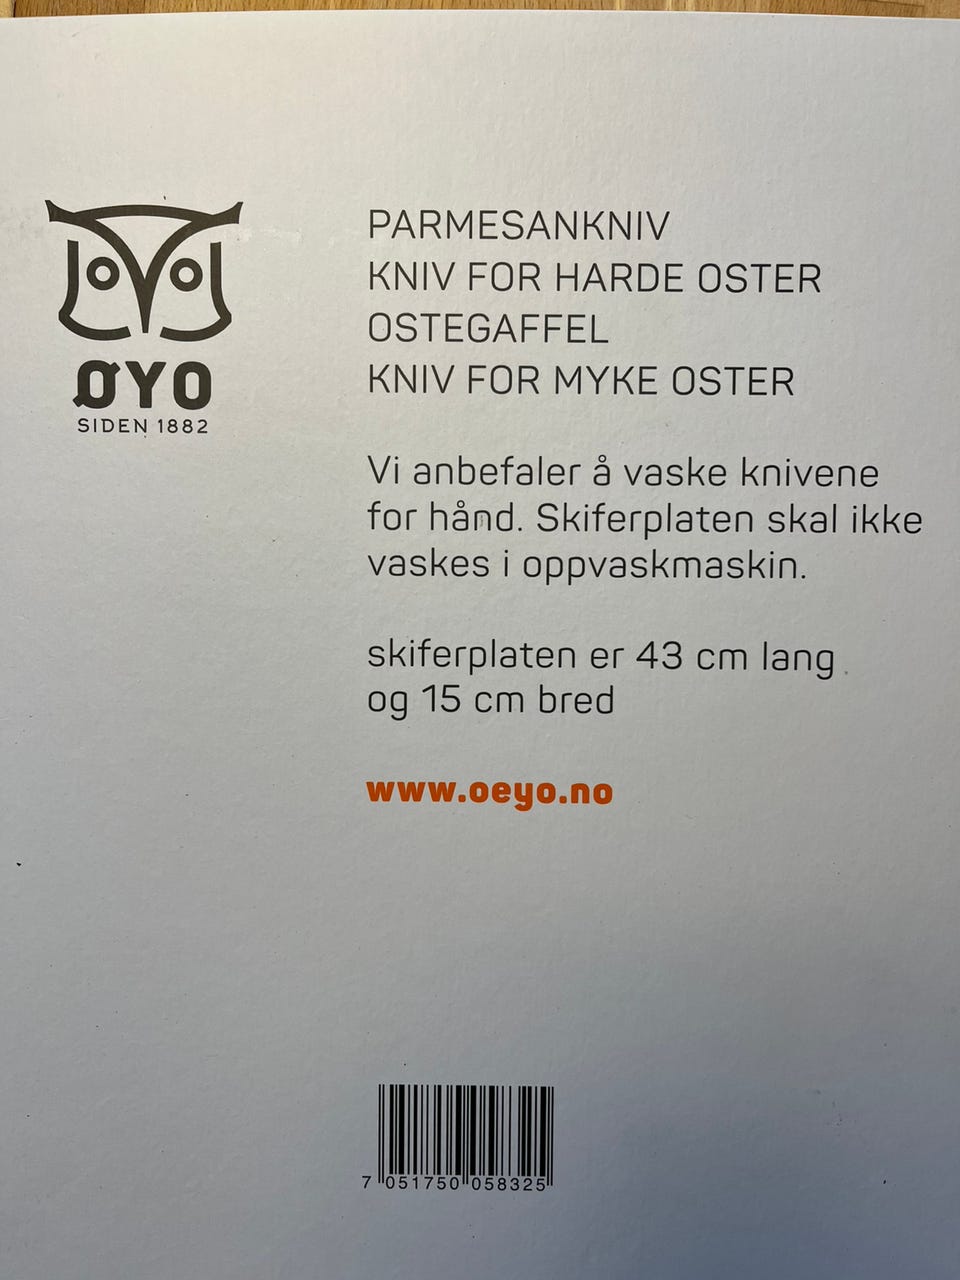 ØYO
SIDEN 1882
PARMESANKNIV
KNIV FOR HARDE OSTER
OSTEGAFFEL
KNIV FOR MYKE OSTER
Vi anbefaler å vaske knivene
for hånd. Skiferplaten skal ikke
vaskes i oppvaskmaskin.
skiferplaten er 43 cm lang
og 15 cm bred
www.oeyo.no
7 051750 058325